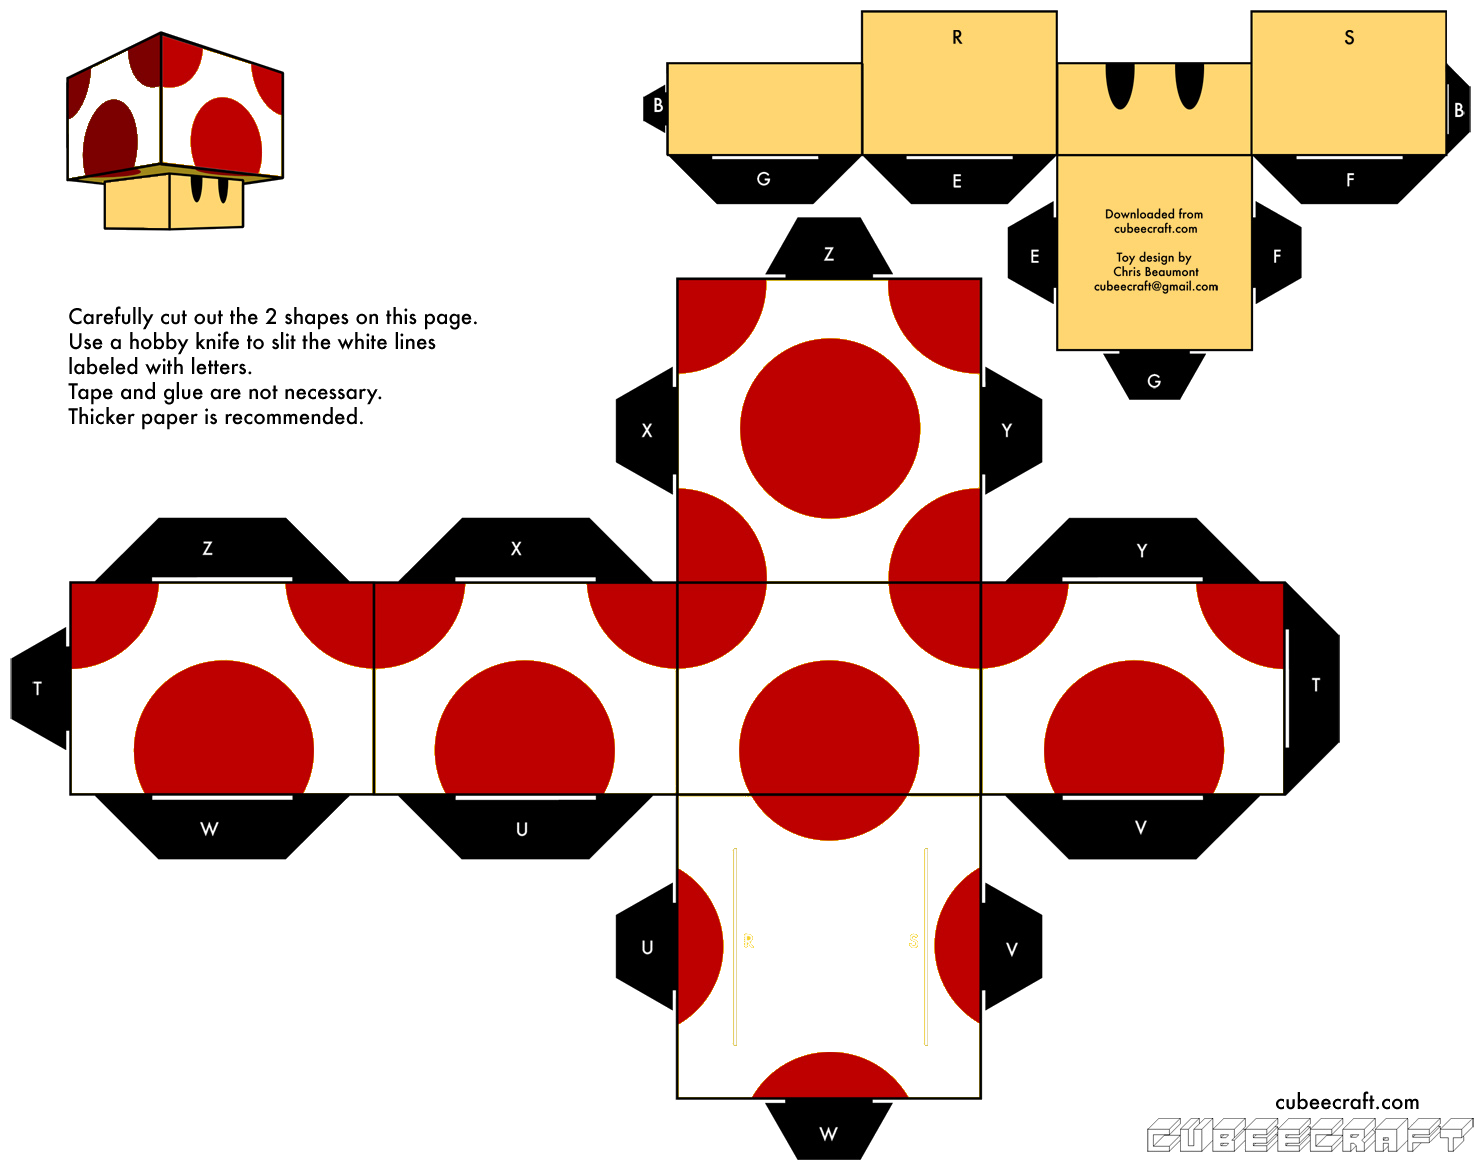 R
S
B
B
G
E
F
Downloaded from
cubeecraft.com
Toy design by
Chris Beaumont
cubeecraft@gmail.com
E
F
G
Z
Carefully cut out the 2 shapes on this page.
Use a hobby knife to slit the white lines
labeled with letters.
Tape and glue are not necessary.
Thicker paper is recommended.
X
Y
Z
X
Y
T
T
W
U
V
R
S
U
V
W
cubeecraft.com
CUBEECRAFT